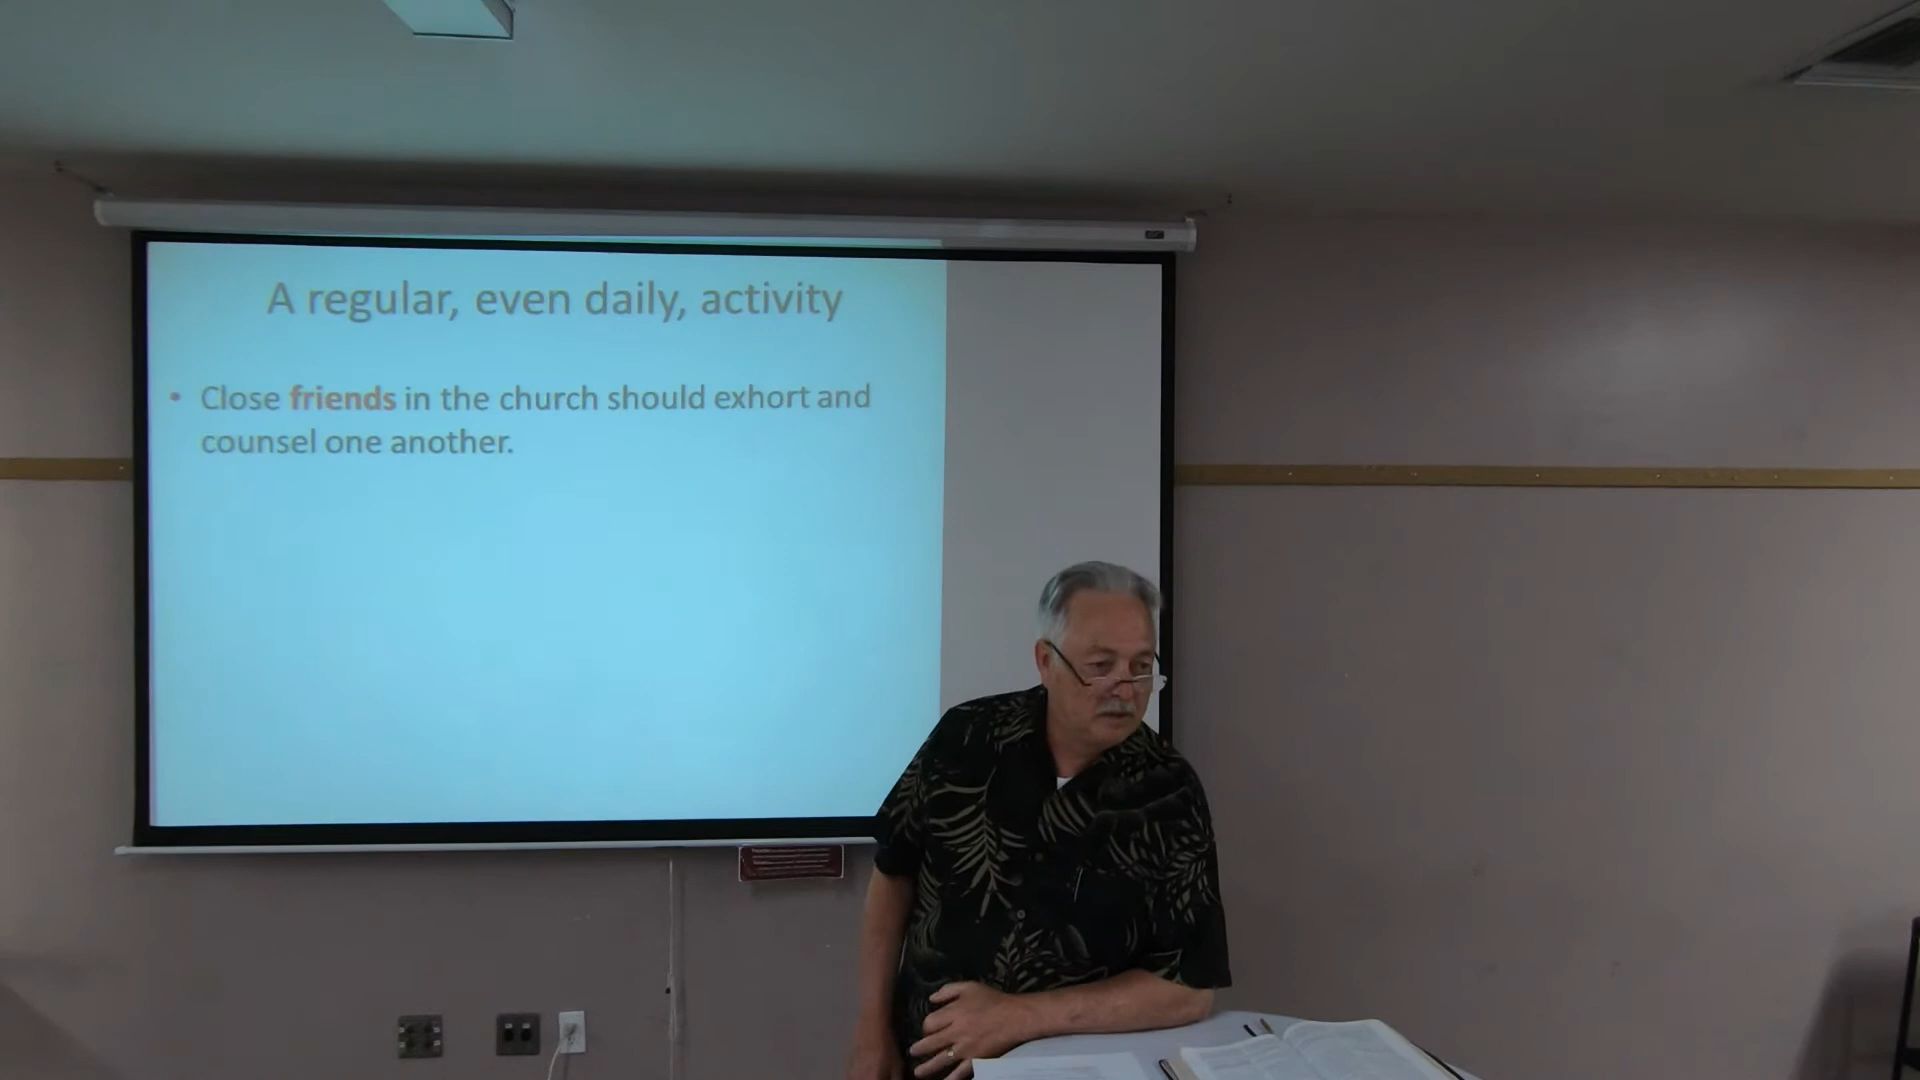 A regular, even daily, activity
• Close friends in the church should exhort and
counsel one another.